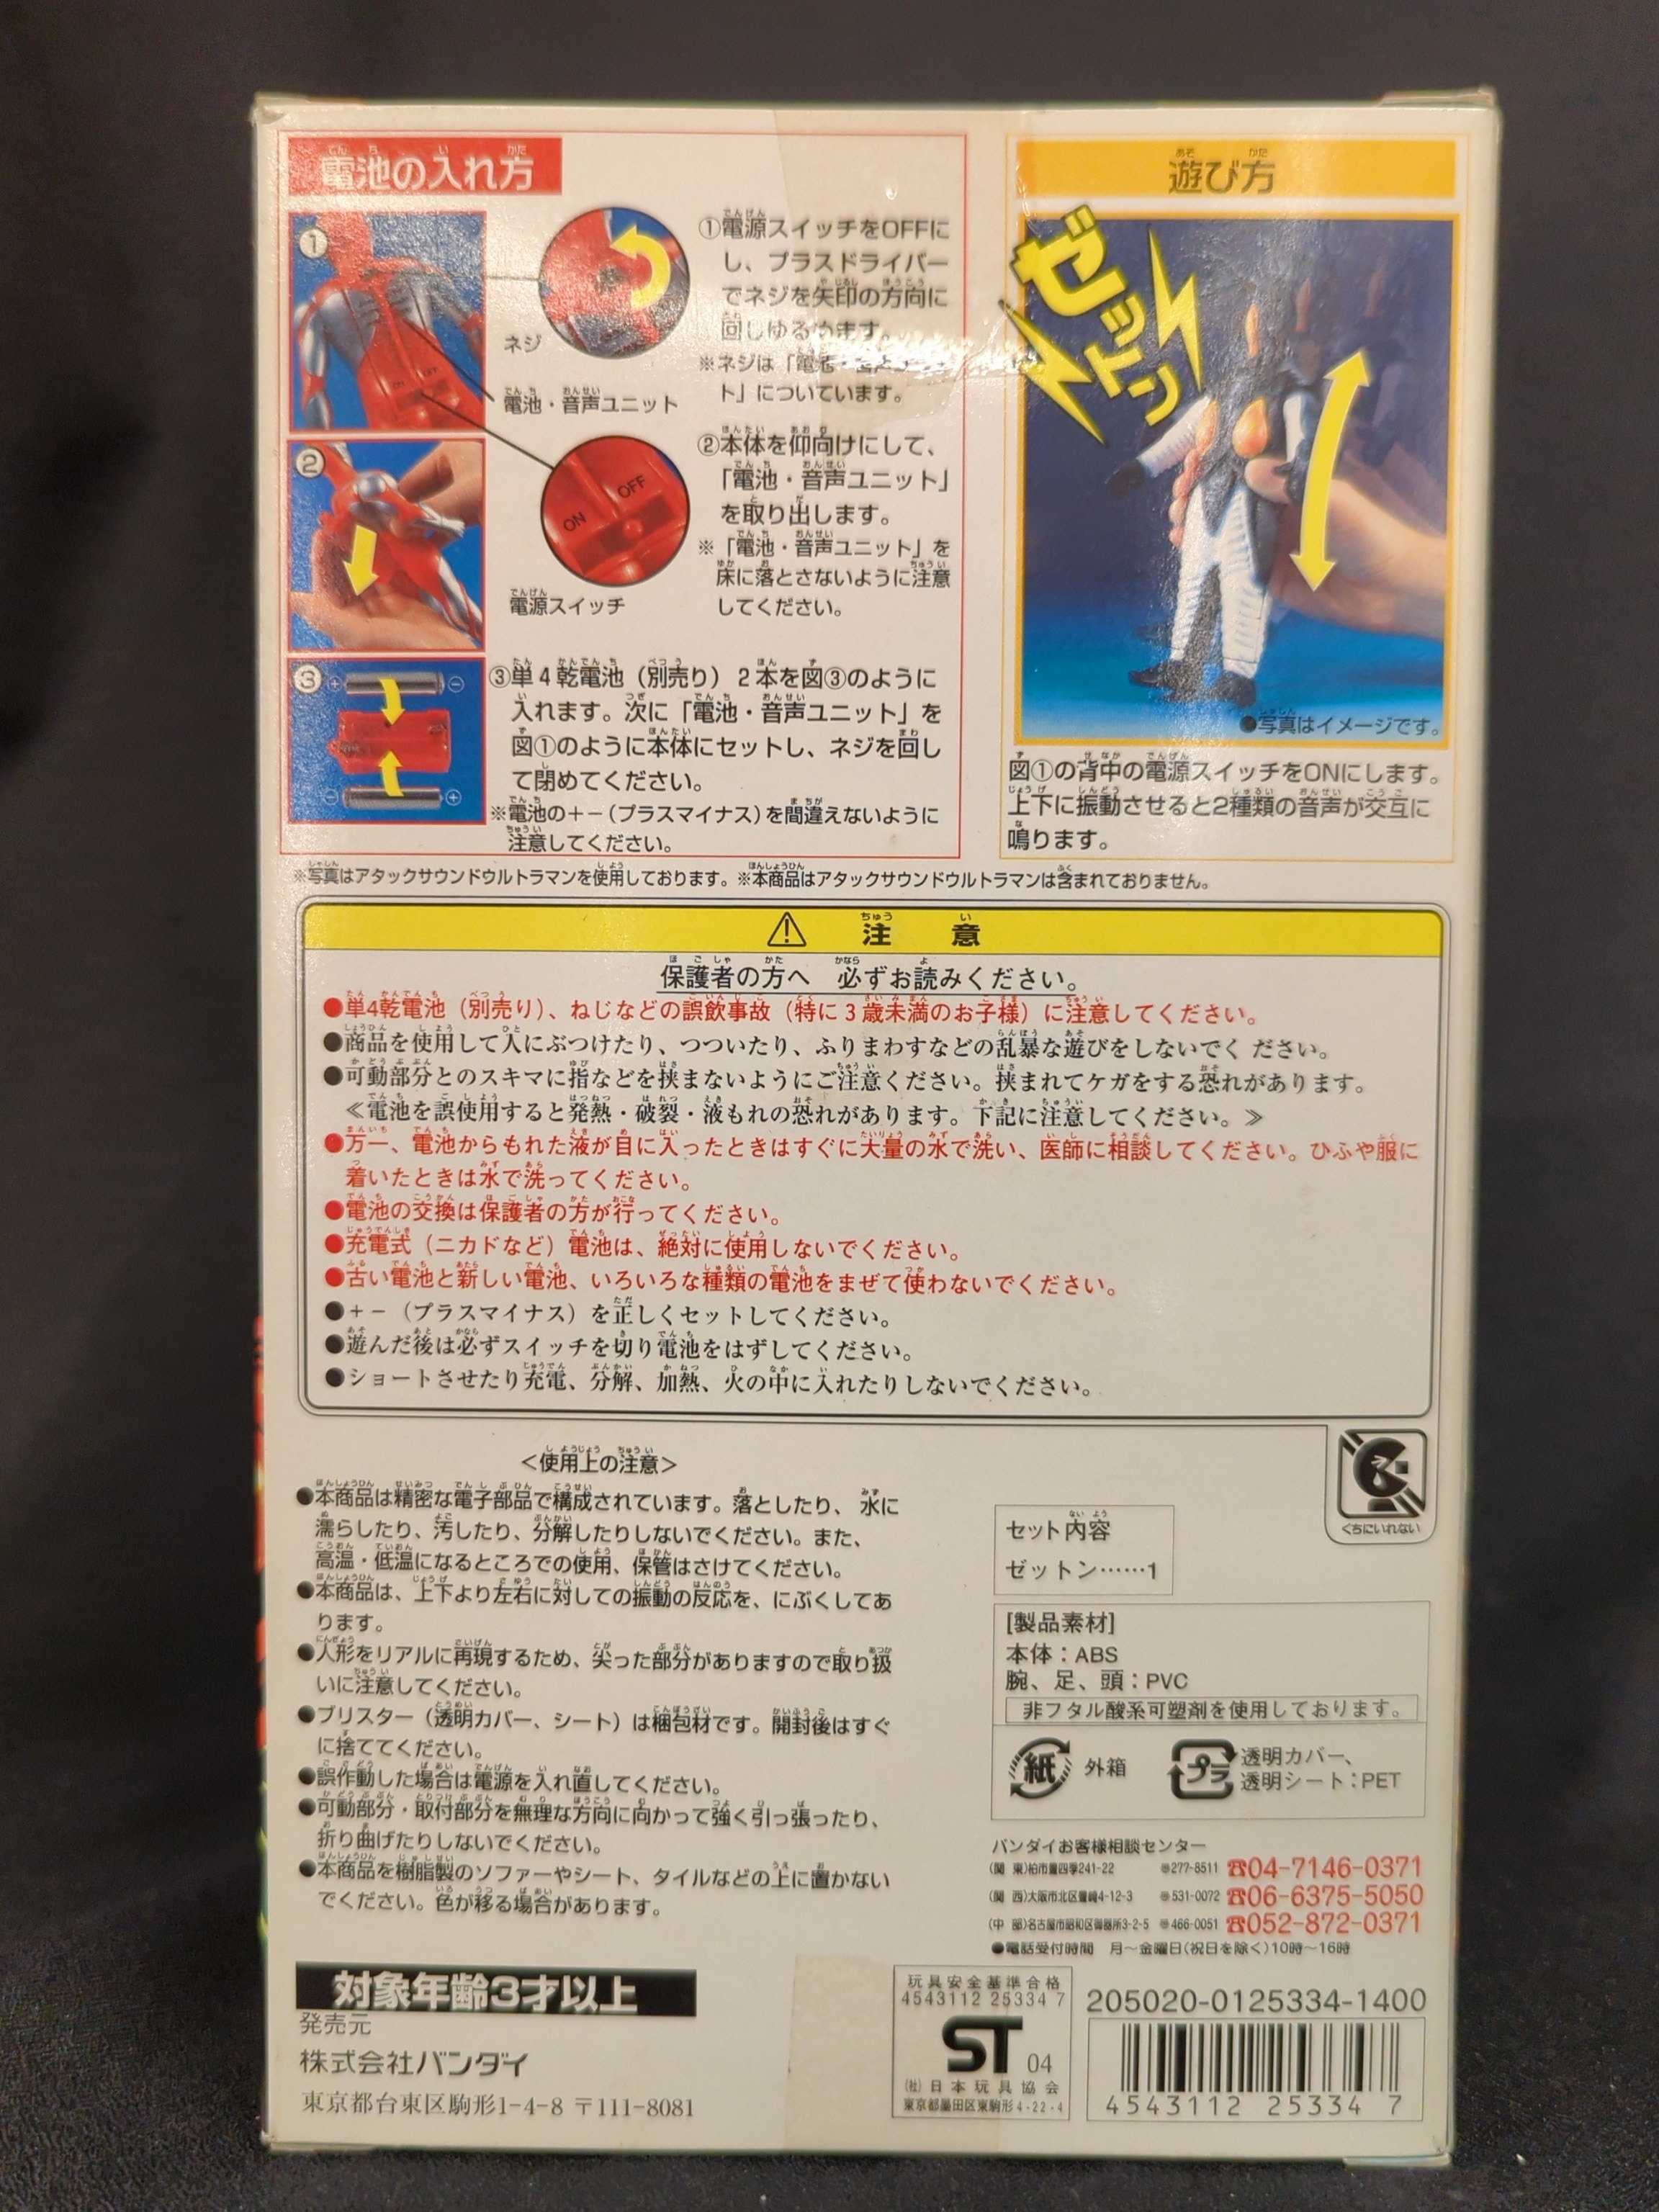 電池の入れ方
①
②
③
ネジ
電池・音声ユニット
ON
OFF
電源スイッチ
①電源スイッチをOFFに
し、プラスドライバー
でネジを矢印の方向に
回しゆるめます。
※ネジは「電池・音声ユニッ
ト」についています。
②本体を仰向けにして、
「電池・音声ユニット」
を取り出します。
※「電池・音声ユニット」を
床に落とさないように注意
してください。
③単4乾電池（別売り）2本を図③のように
入れます。次に「電池・音声ユニット」を
図①のように本体にセットし、ネジを回し
て閉めてください。
※電池の＋－(プラスマイナス)を間違えないように
注意してください。
遊び方
ゼットン
●写真はイメージです。
図①の背中の電源スイッチをONにします。
上下に振動させると2種類の音声が交互に
鳴ります。
※写真はアタックサウンドウルトラマンを使用しております。※本商品はアタックサウンドウルトラマンは含まれておりません。
⚠ 注 意
保護者の方へ 必ずお読みください。
●単4乾電池（別売り）、ねじなどの誤飲事故（特に3歳未満のお子様）に注意してください。
●商品を使用して人にぶつけたり、つついたり、ふりまわすなどの乱暴な遊びをしないでく ださい。
●可動部分とのスキマに指などを挟まないようにご注意ください。挟まれてケガをする恐れがあります。
≪電池を誤使用すると発熱・破裂・液もれの恐れがあります。下記に注意してください。≫
●万一、電池からもれた液が目に入ったときはすぐに大量の水で洗い、医師に相談してください。ひふや服に
着いたときは水で洗ってください。
●電池の交換は保護者の方が行ってください。
●充電式（ニカドなど）電池は、絶対に使用しないでください。
●古い電池と新しい電池、いろいろな種類の電池をまぜて使わないでください。
●＋－（プラスマイナス）を正しくセットしてください。
●遊んだ後は必ずスイッチを切り電池をはずしてください。
●ショートさせたり充電、分解、加熱、火の中に入れたりしないでください。
くちにいれない
＜使用上の注意＞
●本商品は精密な電子部品で構成されています。落としたり、水に
濡らしたり、汚したり、分解したりしないでください。また、
高温・低温になるところでの使用、保管はさけてください。
●本商品は、上下より左右に対しての振動の反応を、にぶくしてあ
ります。
●人形をリアルに再現するため、尖った部分がありますので取り扱
いに注意してください。
●ブリスター（透明カバー、シート）は梱包材です。開封後はすぐ
に捨ててください。
●誤作動した場合は電源を入れ直してください。
●可動部分・取付部分を無理な方向に向かって強く引っ張ったり、
折り曲げたりしないでください。
●本商品を樹脂製のソファーやシート、タイルなどの上に置かない
でください。色が移る場合があります。
セット内容
ゼットン……1
[製品素材]
本体：ABS
腕、足、頭：PVC
非フタル酸系可塑剤を使用しております。
紙 外箱
プラ 透明カバー、
透明シート：PET
バンダイお客様相談センター
(関 東)柏市豊四季241-22 〠277-8511 ☎04-7146-0371
(関 西)大阪市北区豊崎4-12-3 〠531-0072 ☎06-6375-5050
(中 部)名古屋市昭和区御器所3-2-5 〠466-0051 ☎052-872-0371
●電話受付時間 月～金曜日(祝日を除く)10時～16時
対象年齢3才以上
発売元
株式会社バンダイ
東京都台東区駒形1-4-8 〒111-8081
玩具安全基準合格
4543112 25334 7
ST 04
(社)日本玩具協会
東京都墨田区東駒形4-22-4
205020-0125334-1400
4543112 25334 7